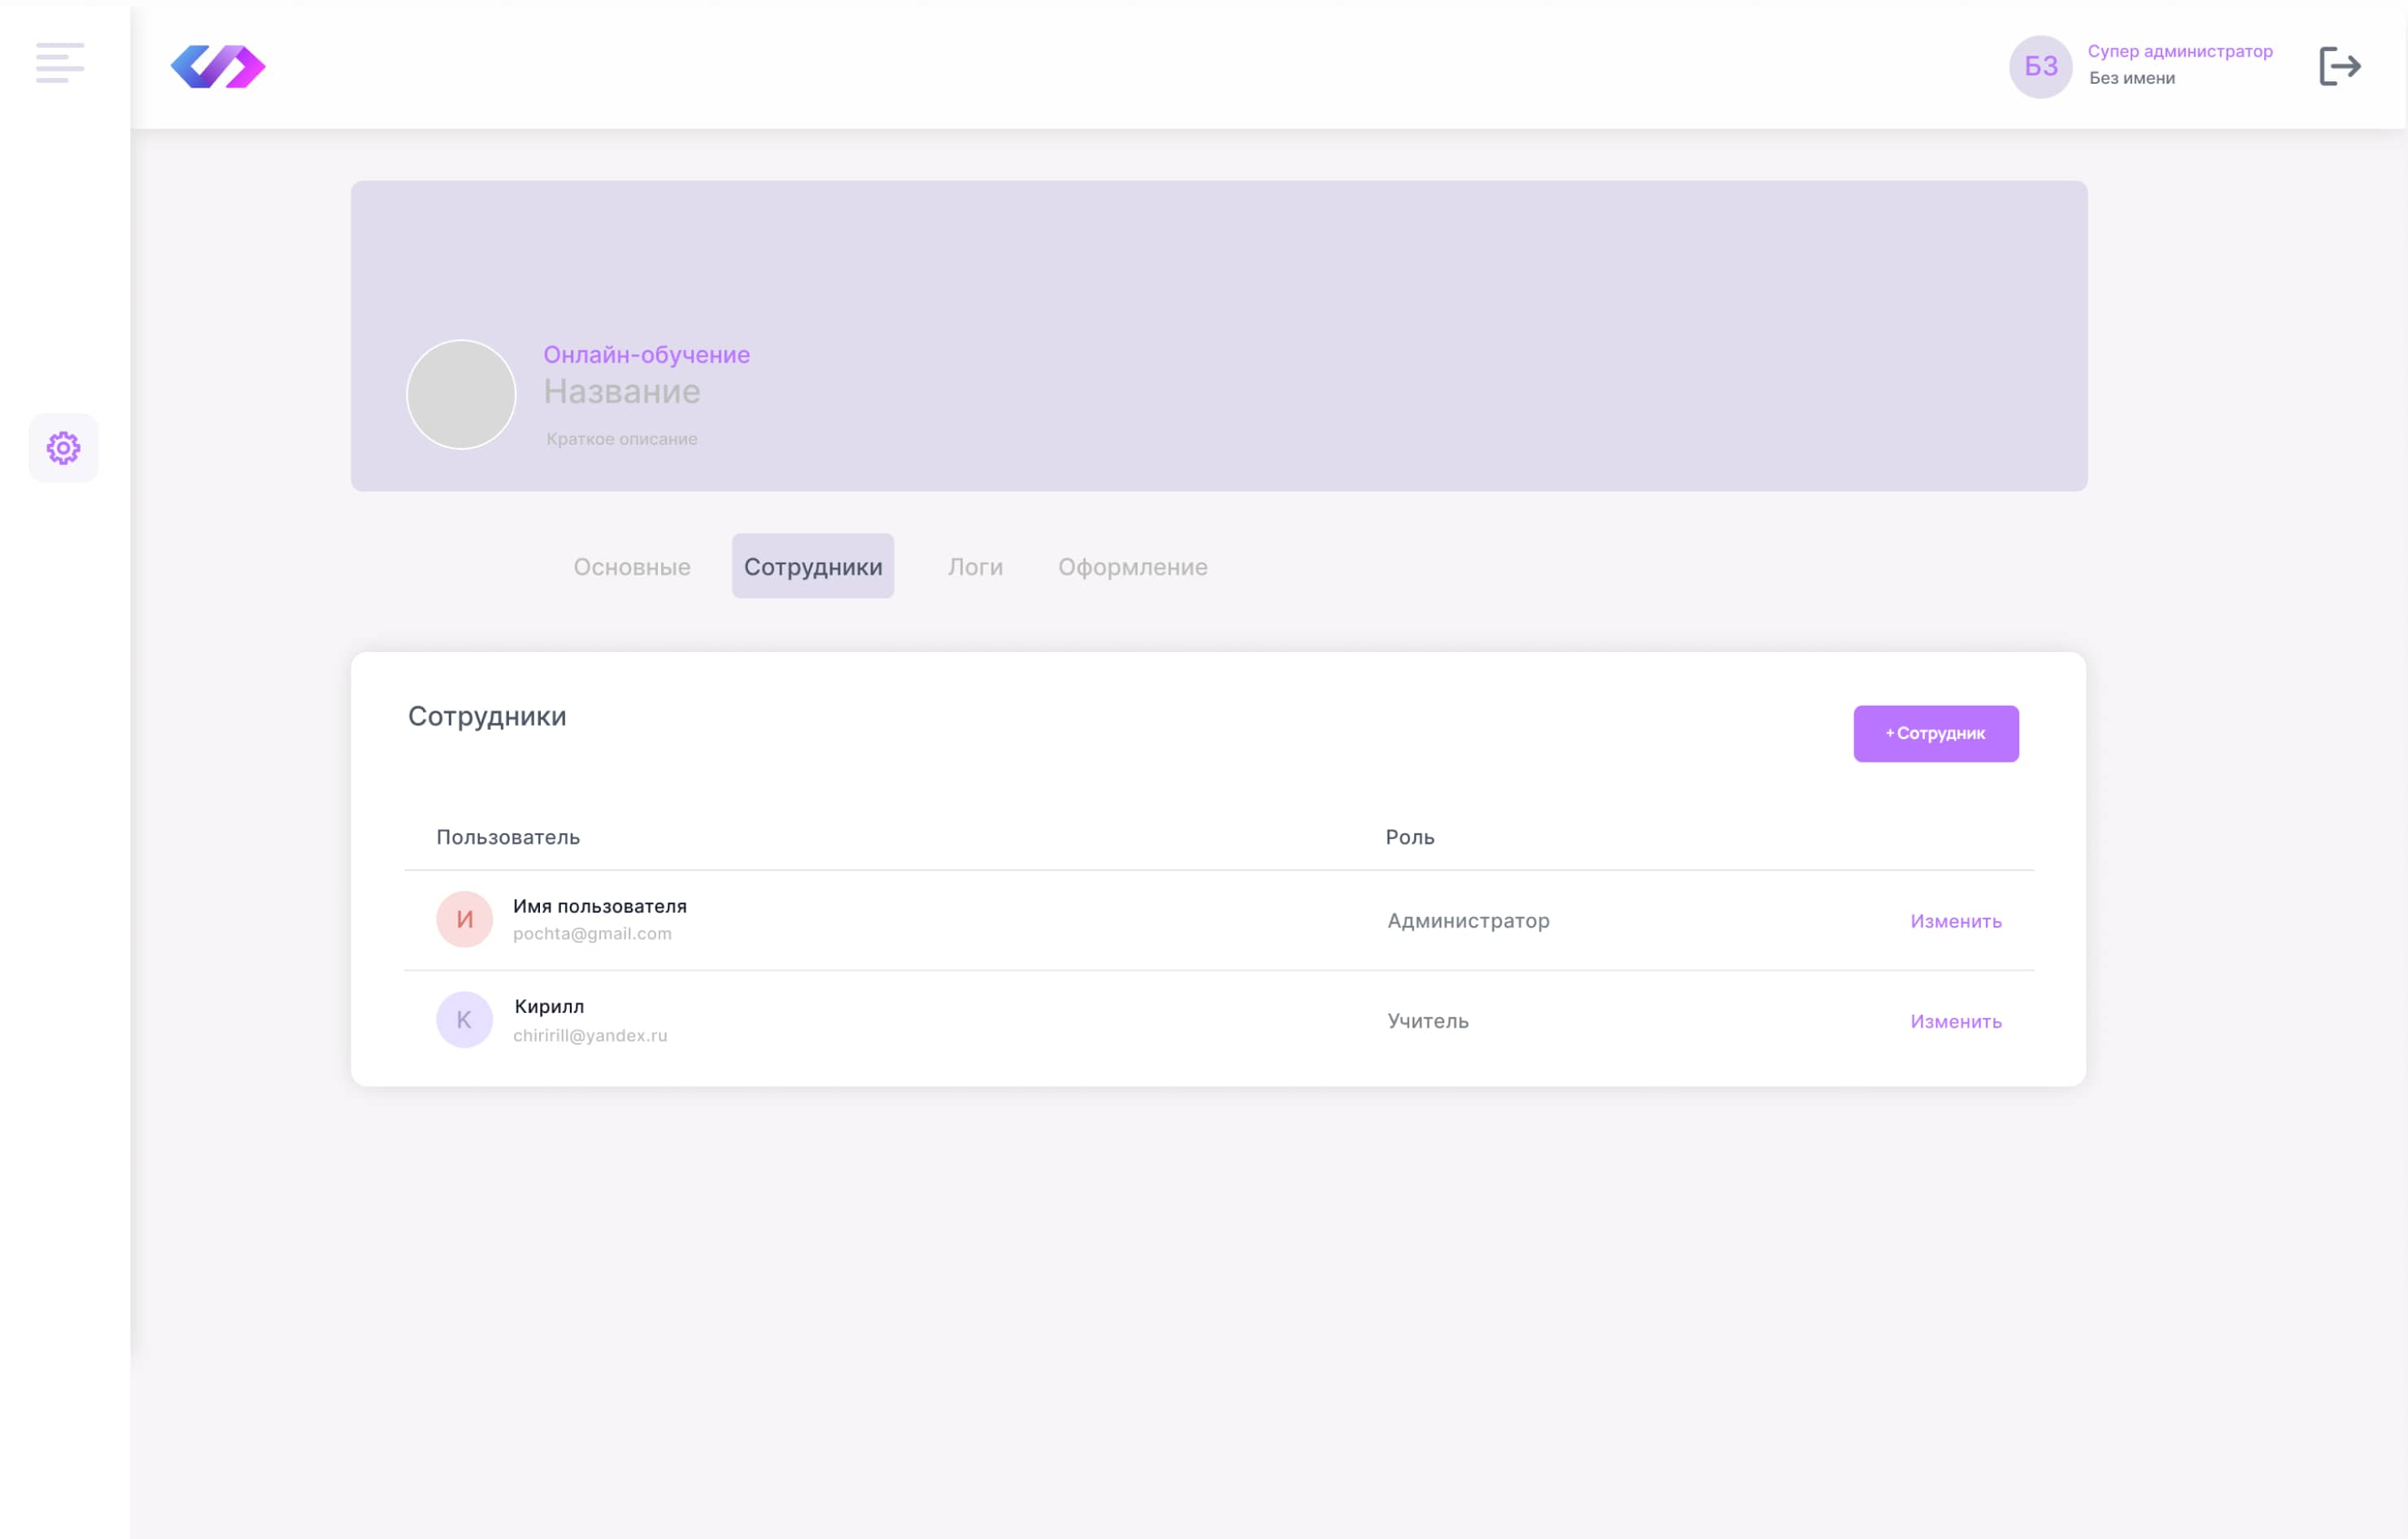 БЗ
Супер администратор
Без имени
Онлайн-обучение
Название
Краткое описание
Основные Сотрудники Логи Оформление
Сотрудники
+ Сотрудник
Пользователь Роль
И
Имя пользователя
pochta@gmail.com
Администратор
Изменить
К
Кирилл
chiririll@yandex.ru
Учитель
Изменить